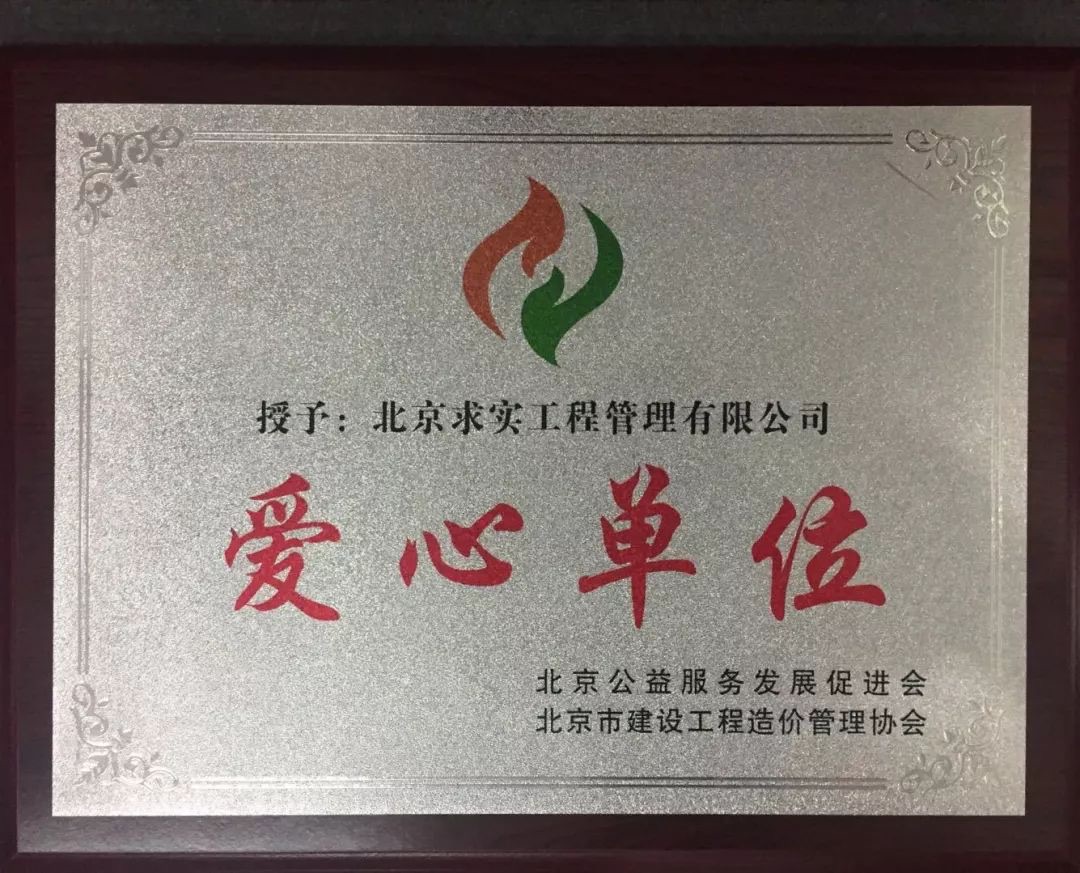 授予：北京求实工程管理有限公司
爱心单位
北京公益服务发展促进会
北京市建设工程造价管理协会